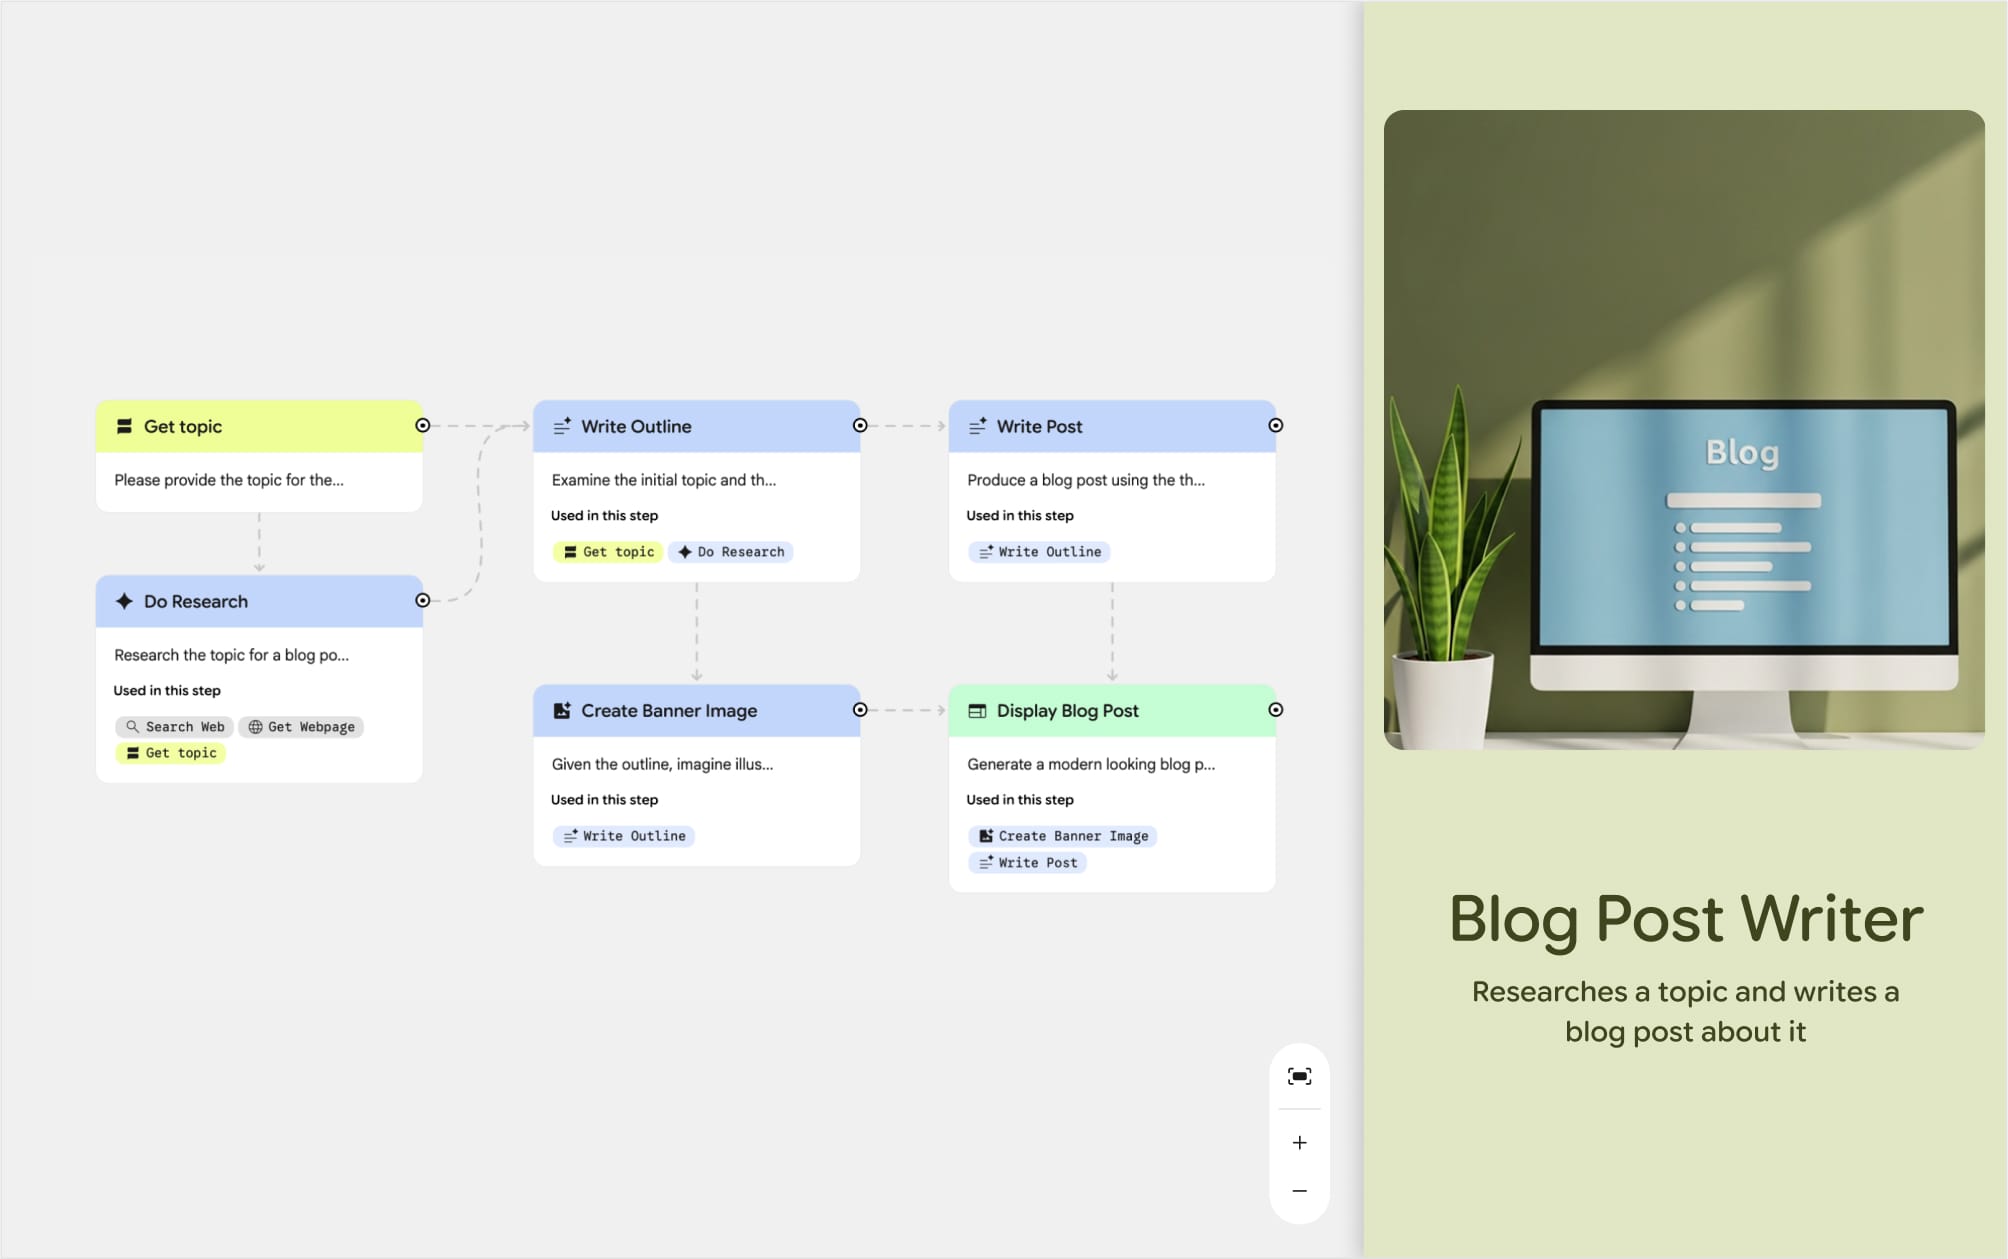 Get topic
Please provide the topic for the...
Do Research
Research the topic for a blog po...
Used in this step
Search Web
Get Webpage
Get topic
Write Outline
Examine the initial topic and th...
Used in this step
Get topic
Do Research
Create Banner Image
Given the outline, imagine illus...
Used in this step
Write Outline
Write Post
Produce a blog post using the th...
Used in this step
Write Outline
Display Blog Post
Generate a modern looking blog p...
Used in this step
Create Banner Image
Write Post
Blog
Blog Post Writer
Researches a topic and writes a
blog post about it